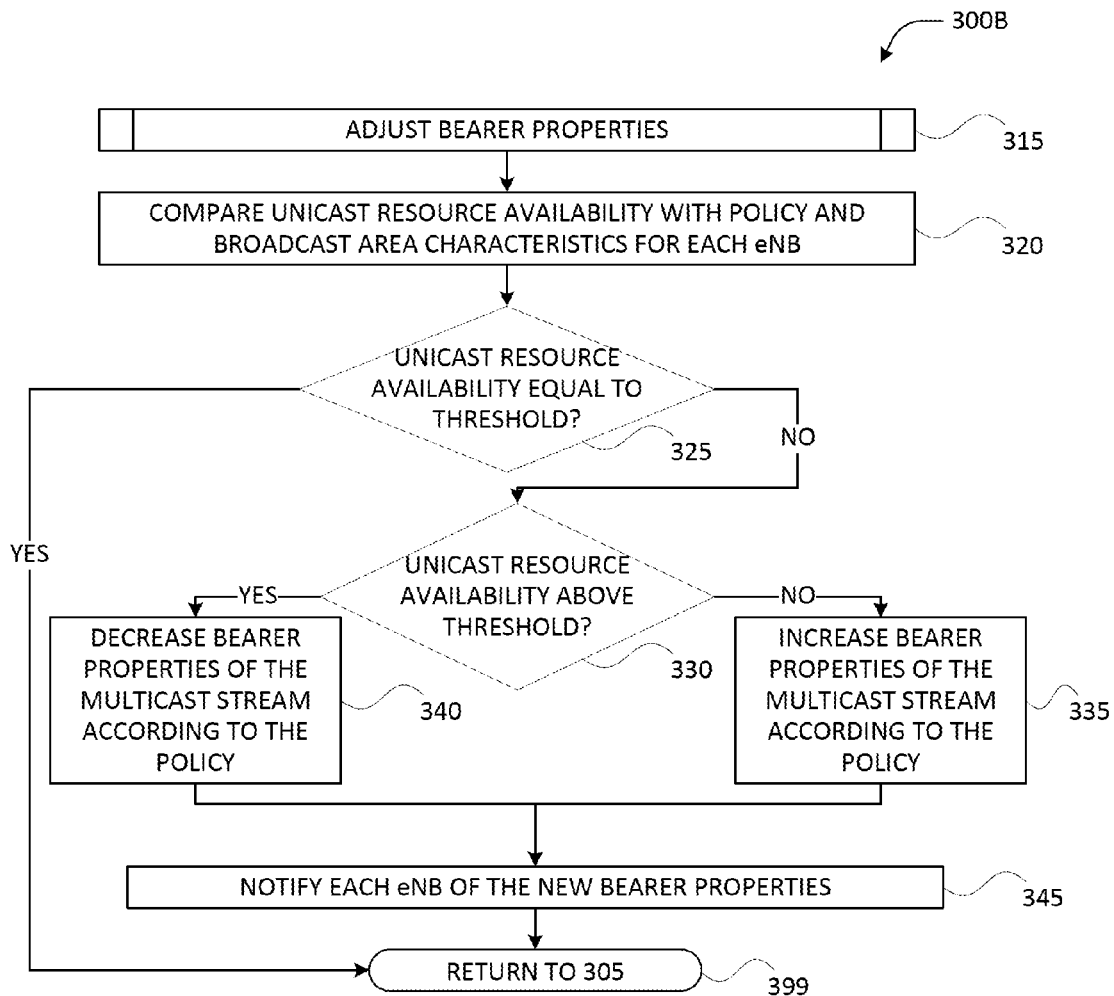 300B
ADJUST BEARER PROPERTIES
315
COMPARE UNICAST RESOURCE AVAILABILITY WITH POLICY AND
BROADCAST AREA CHARACTERISTICS FOR EACH eNB
320
UNICAST RESOURCE
AVAILABILITY EQUAL TO
THRESHOLD?
325
NO
YES
UNICAST RESOURCE
AVAILABILITY ABOVE
THRESHOLD?
330
YES
NO
DECREASE BEARER
PROPERTIES OF THE
MULTICAST STREAM
ACCORDING TO THE
POLICY
340
INCREASE BEARER
PROPERTIES OF THE
MULTICAST STREAM
ACCORDING TO THE
POLICY
335
NOTIFY EACH eNB OF THE NEW BEARER PROPERTIES
345
RETURN TO 305
399